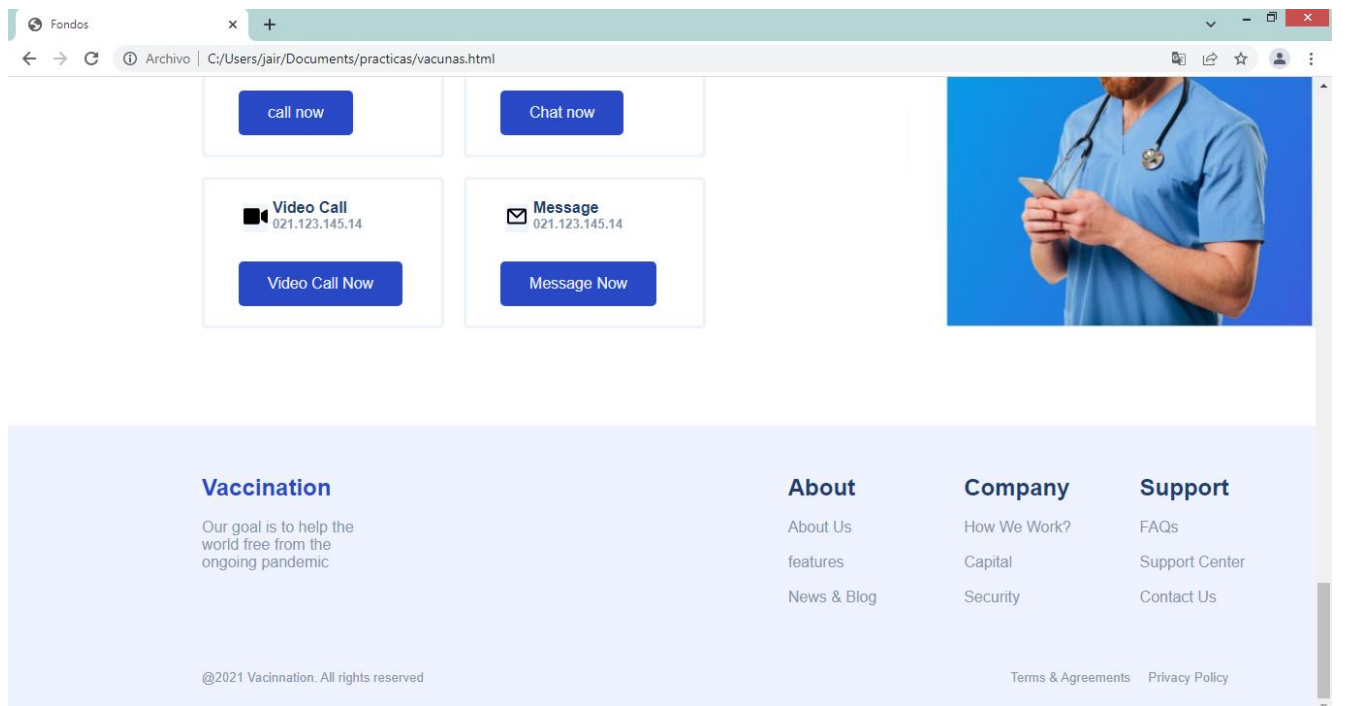 Fondos
Archivo | C:/Users/jair/Documents/practicas/vacunas.html
call now
Chat now
Video Call
021.123.145.14
Video Call Now
Message
021.123.145.14
Message Now
Vaccination
Our goal is to help the
world free from the
ongoing pandemic
About
About Us
features
News & Blog
Company
How We Work?
Capital
Security
Support
FAQs
Support Center
Contact Us
@2021 Vacinnation. All rights reserved
Terms & Agreements Privacy Policy